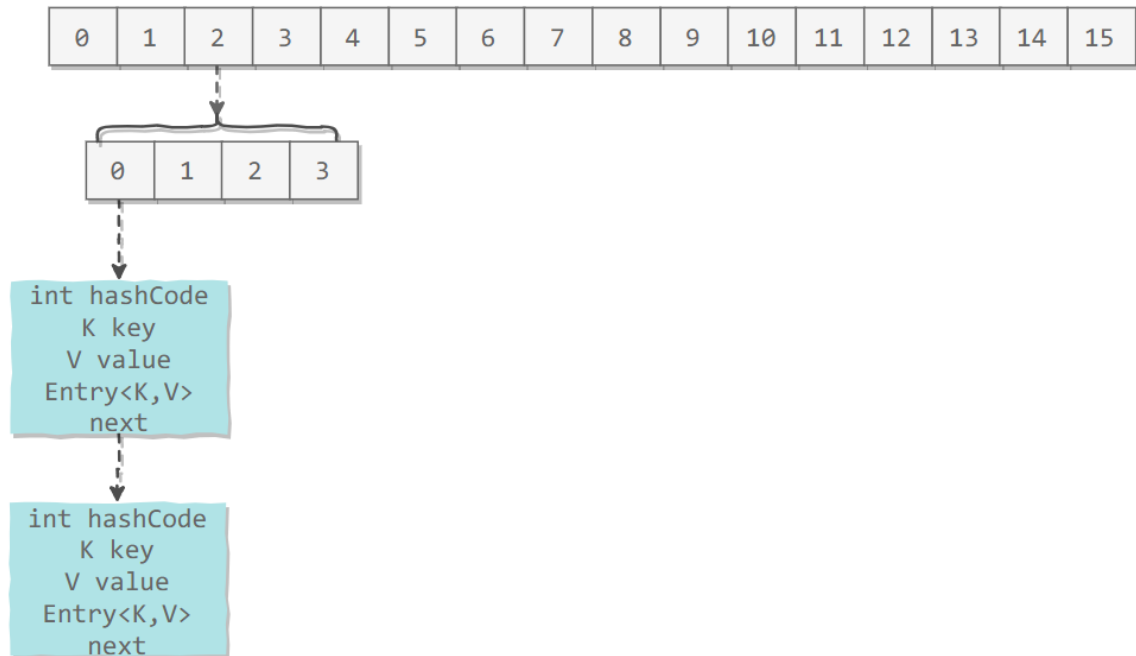 0 1 2 3 4 5 6 7 8 9 10 11 12 13 14 15
0 1 2 3
int hashCode
K key
V value
Entry<K,V>
next
int hashCode
K key
V value
Entry<K,V>
next